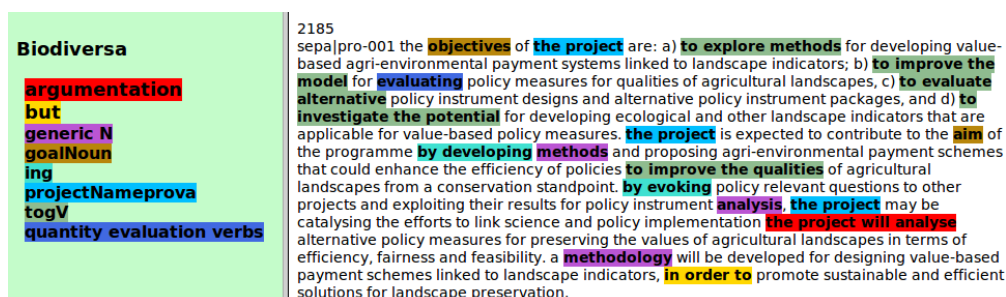 Biodiversa
argumentation
but
generic N
goalNoun
ing
projectNameprova
togV
quantity evaluation verbs
2185
sepa|pro-001 the objectives of the project are: a) to explore methods for developing value-
based agri-environmental payment systems linked to landscape indicators; b) to improve the
model for evaluating policy measures for qualities of agricultural landscapes, c) to evaluate
alternative policy instrument designs and alternative policy instrument packages, and d) to
investigate the potential for developing ecological and other landscape indicators that are
applicable for value-based policy measures. the project is expected to contribute to the aim of
the programme by developing methods and proposing agri-environmental payment schemes
that could enhance the efficiency of policies to improve the qualities of agricultural
landscapes from a conservation standpoint. by evoking policy relevant questions to other
projects and exploiting their results for policy instrument analysis, the project may be
catalysing the efforts to link science and policy implementation the project will analyse
alternative policy measures for preserving the values of agricultural landscapes in terms of
efficiency, fairness and feasibility. a methodology will be developed for designing value-based
payment schemes linked to landscape indicators, in order to promote sustainable and efficient
solutions for landscape preservation.